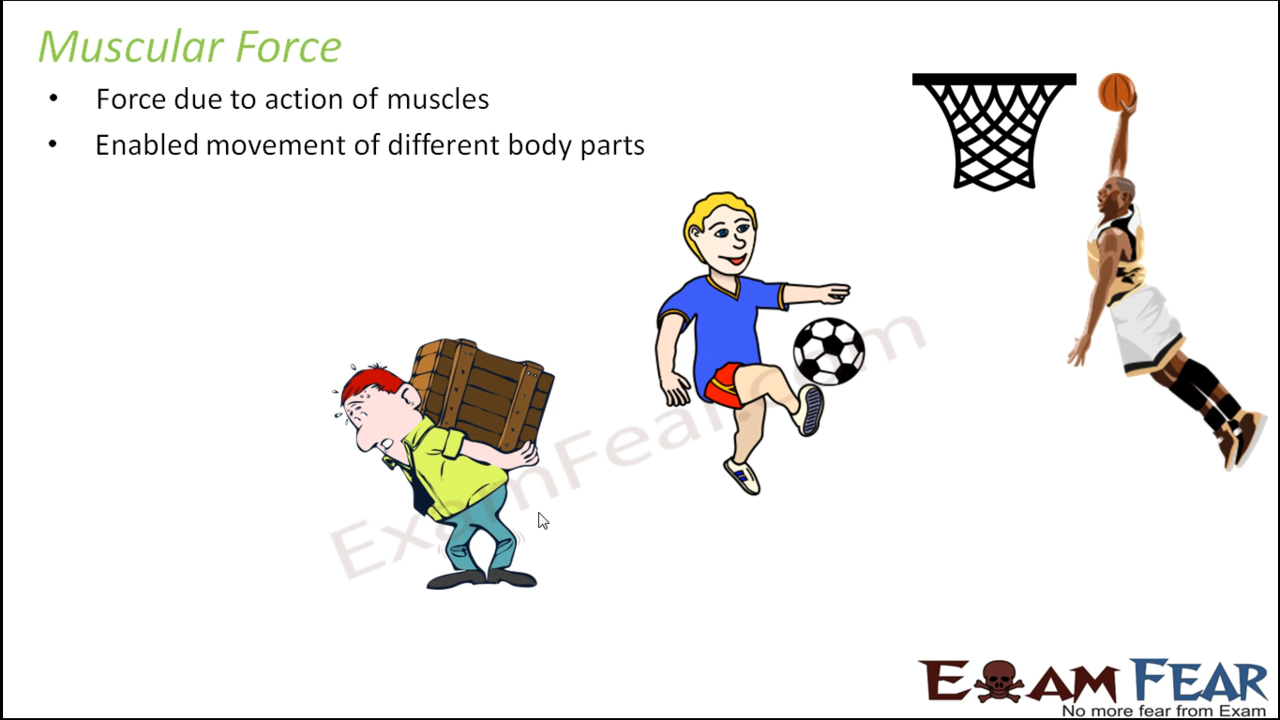 Muscular Force
• Force due to action of muscles
• Enabled movement of different body parts
ExamFear.com
EXAM FEAR
No more fear from Exam